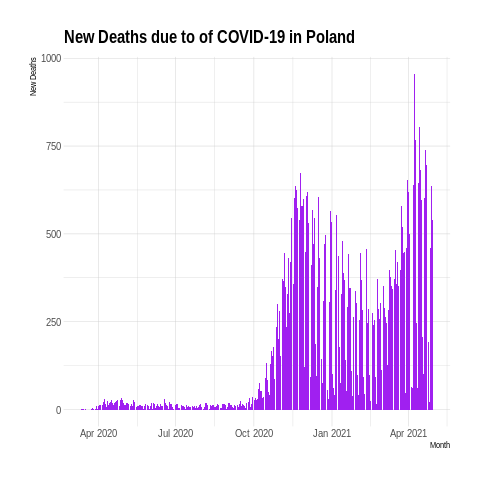 New Deaths due to of COVID-19 in Poland
New Deaths
1000
750
500
250
0
Apr 2020 Jul 2020 Oct 2020 Jan 2021 Apr 2021
Month